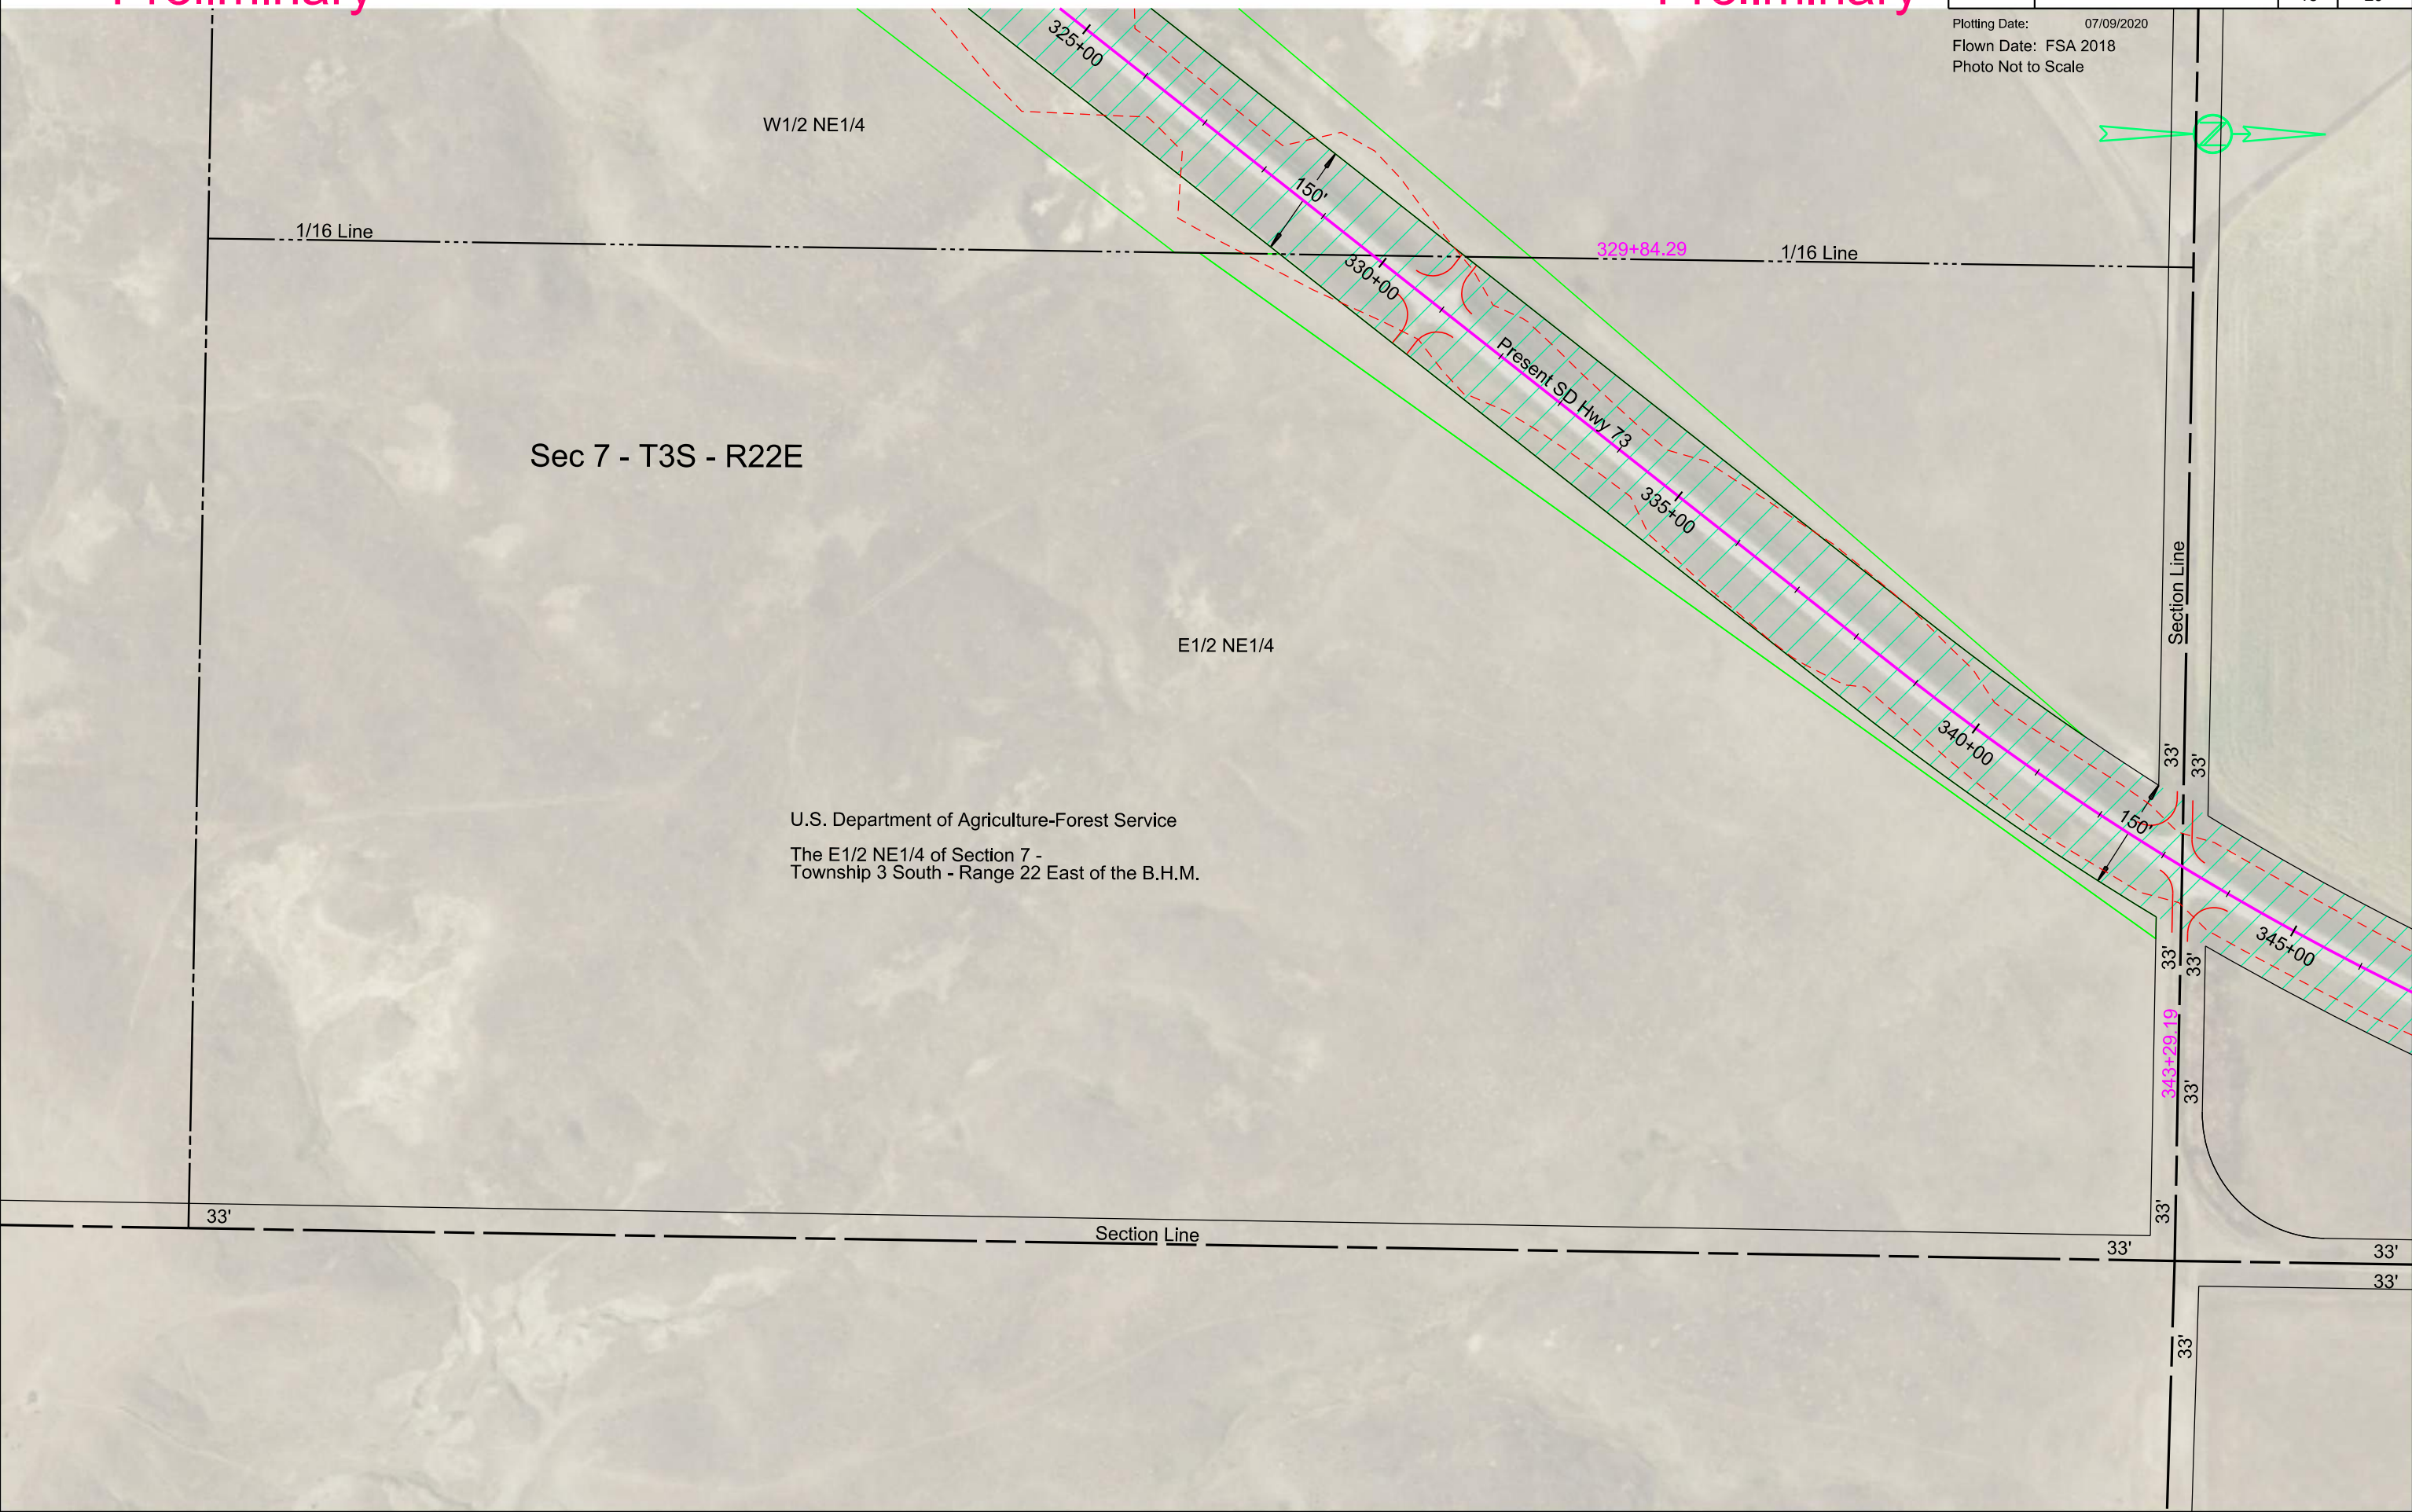 Preliminary
Preliminary
Plotting Date: 07/09/2020
Flown Date: FSA 2018
Photo Not to Scale
325+00
W1/2 NE1/4
Z
150'
1/16 Line
329+84.29
1/16 Line
330+00
Present SD Hwy 73
Sec 7 - T3S - R22E
335+00
Section Line
E1/2 NE1/4
340+00
33'
33'
150'
U.S. Department of Agriculture-Forest Service
The E1/2 NE1/4 of Section 7 -
Township 3 South - Range 22 East of the B.H.M.
345+00
33'
33'
343+29.19
33'
33'
33'
Section Line
33'
33'
33'
33'